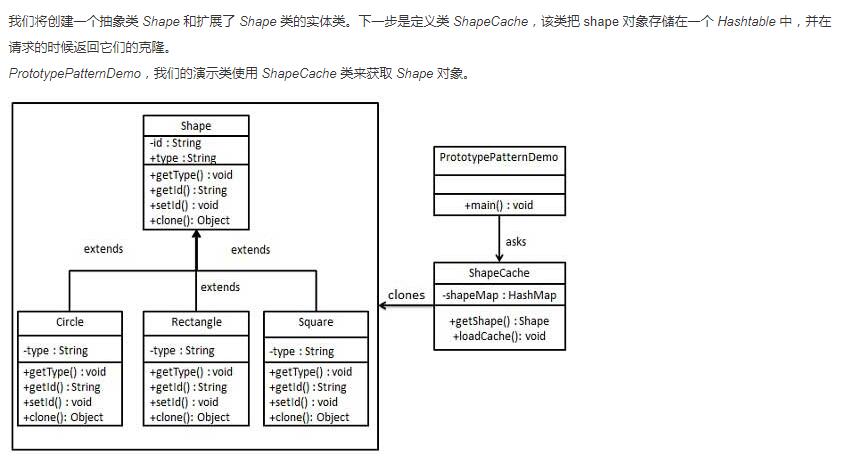 我们将创建一个抽象类 Shape 和扩展了 Shape 类的实体类。下一步是定义类 ShapeCache，该类把 shape 对象存储在一个 Hashtable 中，并在
请求的时候返回它们的克隆。
PrototypePatternDemo，我们的演示类使用 ShapeCache 类来获取 Shape 对象。
Shape
-id : String
+type : String
+getType() : void
+getId() : String
+setId() : void
+clone(): Object
PrototypePatternDemo
+main() : void
asks
extends
extends
extends
clones
ShapeCache
-shapeMap : HashMap
+getShape() : Shape
+loadCache(): void
Circle
-type : String
+getType() : void
+getId() : String
+setId() : void
+clone(): Object
Rectangle
-type : String
+getType() : void
+getId() : String
+setId() : void
+clone(): Object
Square
-type : String
+getType() : void
+getId() : String
+setId() : void
+clone(): Object